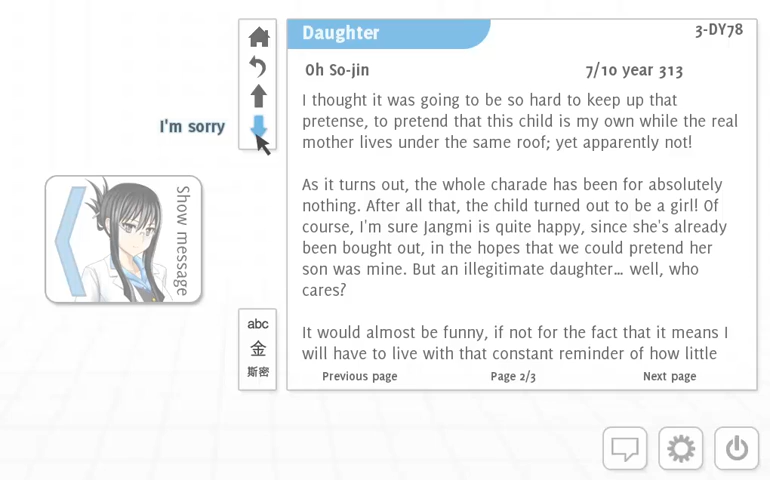 Daughter
3-DY78
Oh So-jin
7/10 year 313
I thought it was going to be so hard to keep up that
pretense, to pretend that this child is my own while the real
mother lives under the same roof; yet apparently not!
As it turns out, the whole charade has been for absolutely
nothing. After all that, the child turned out to be a girl! Of
course, I'm sure Jangmi is quite happy, since she's already
been bought out, in the hopes that we could pretend her
son was mine. But an illegitimate daughter... well, who
cares?
It would almost be funny, if not for the fact that it means I
will have to live with that constant reminder of how little
Previous page
Page 2/3
Next page
I'm sorry
Show message
abc
金
斯密